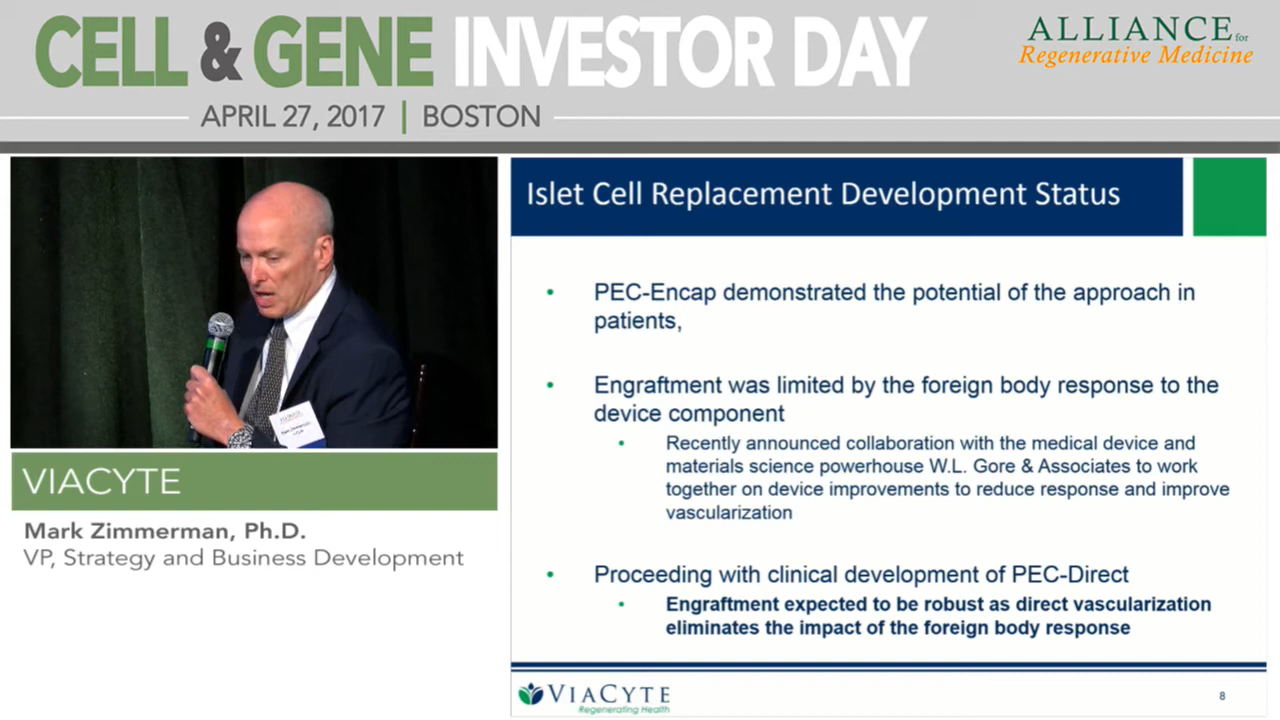 CELL & GENE INVESTOR DAY
APRIL 27, 2017 | BOSTON
ALLIANCE for
Regenerative Medicine
VIACYTE
Mark Zimmerman, Ph.D.
VP, Strategy and Business Development
Islet Cell Replacement Development Status
• PEC-Encap demonstrated the potential of the approach in
patients,
• Engraftment was limited by the foreign body response to the
device component
• Recently announced collaboration with the medical device and
materials science powerhouse W.L. Gore & Associates to work
together on device improvements to reduce response and improve
vascularization
• Proceeding with clinical development of PEC-Direct
• Engraftment expected to be robust as direct vascularization
eliminates the impact of the foreign body response
VIACYTE
Regenerating Health
8